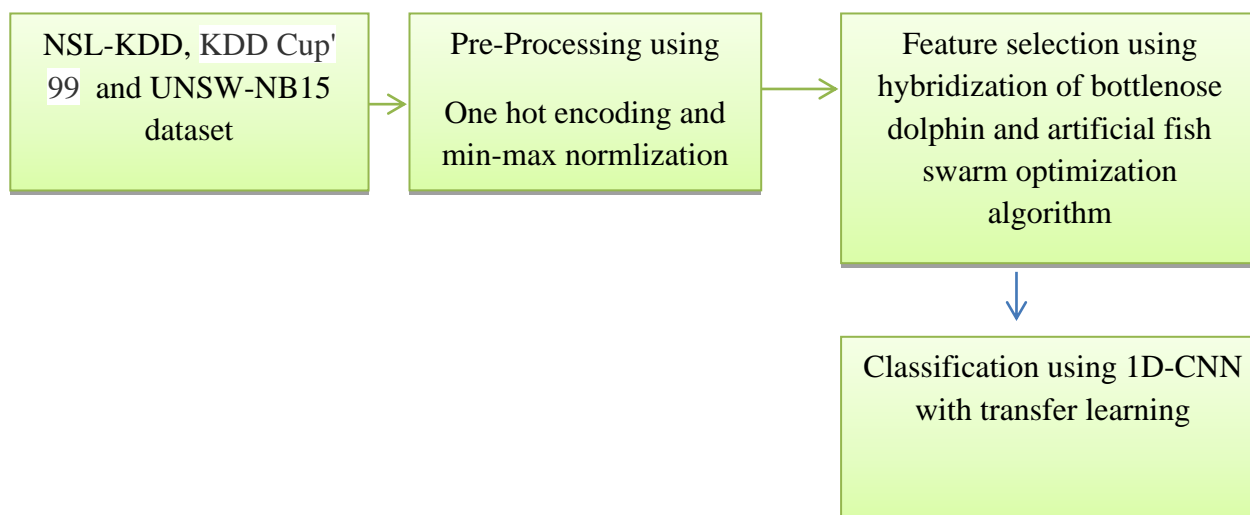 NSL-KDD, KDD Cup'
99 and UNSW-NB15
dataset
Pre-Processing using
One hot encoding and
min-max normlization
Feature selection using
hybridization of bottlenose
dolphin and artificial fish
swarm optimization
algorithm
Classification using 1D-CNN
with transfer learning